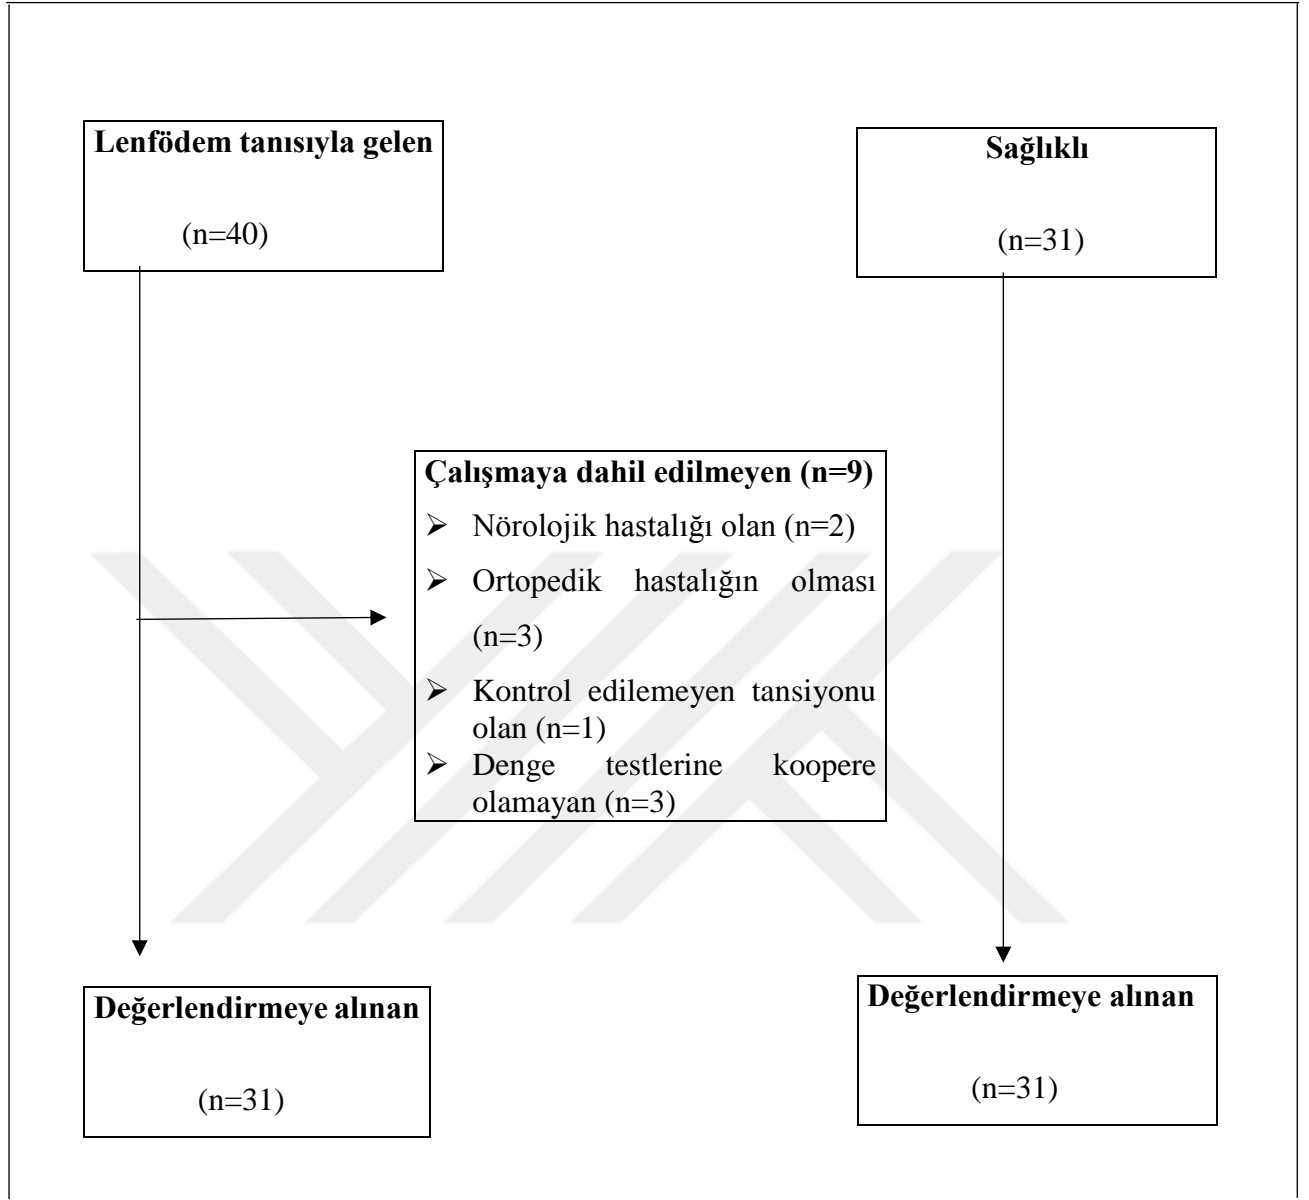 Lenfödem tanısıyla gelen
(n=40)
Sağlıklı
(n=31)
Çalışmaya dahil edilmeyen (n=9)
➢ Nörolojik hastalığı olan (n=2)
➢ Ortopedik hastalığın olması
(n=3)
➢ Kontrol edilemeyen tansiyonu
olan (n=1)
➢ Denge testlerine koopere
olamayan (n=3)
Değerlendirmeye alınan
(n=31)
Değerlendirmeye alınan
(n=31)